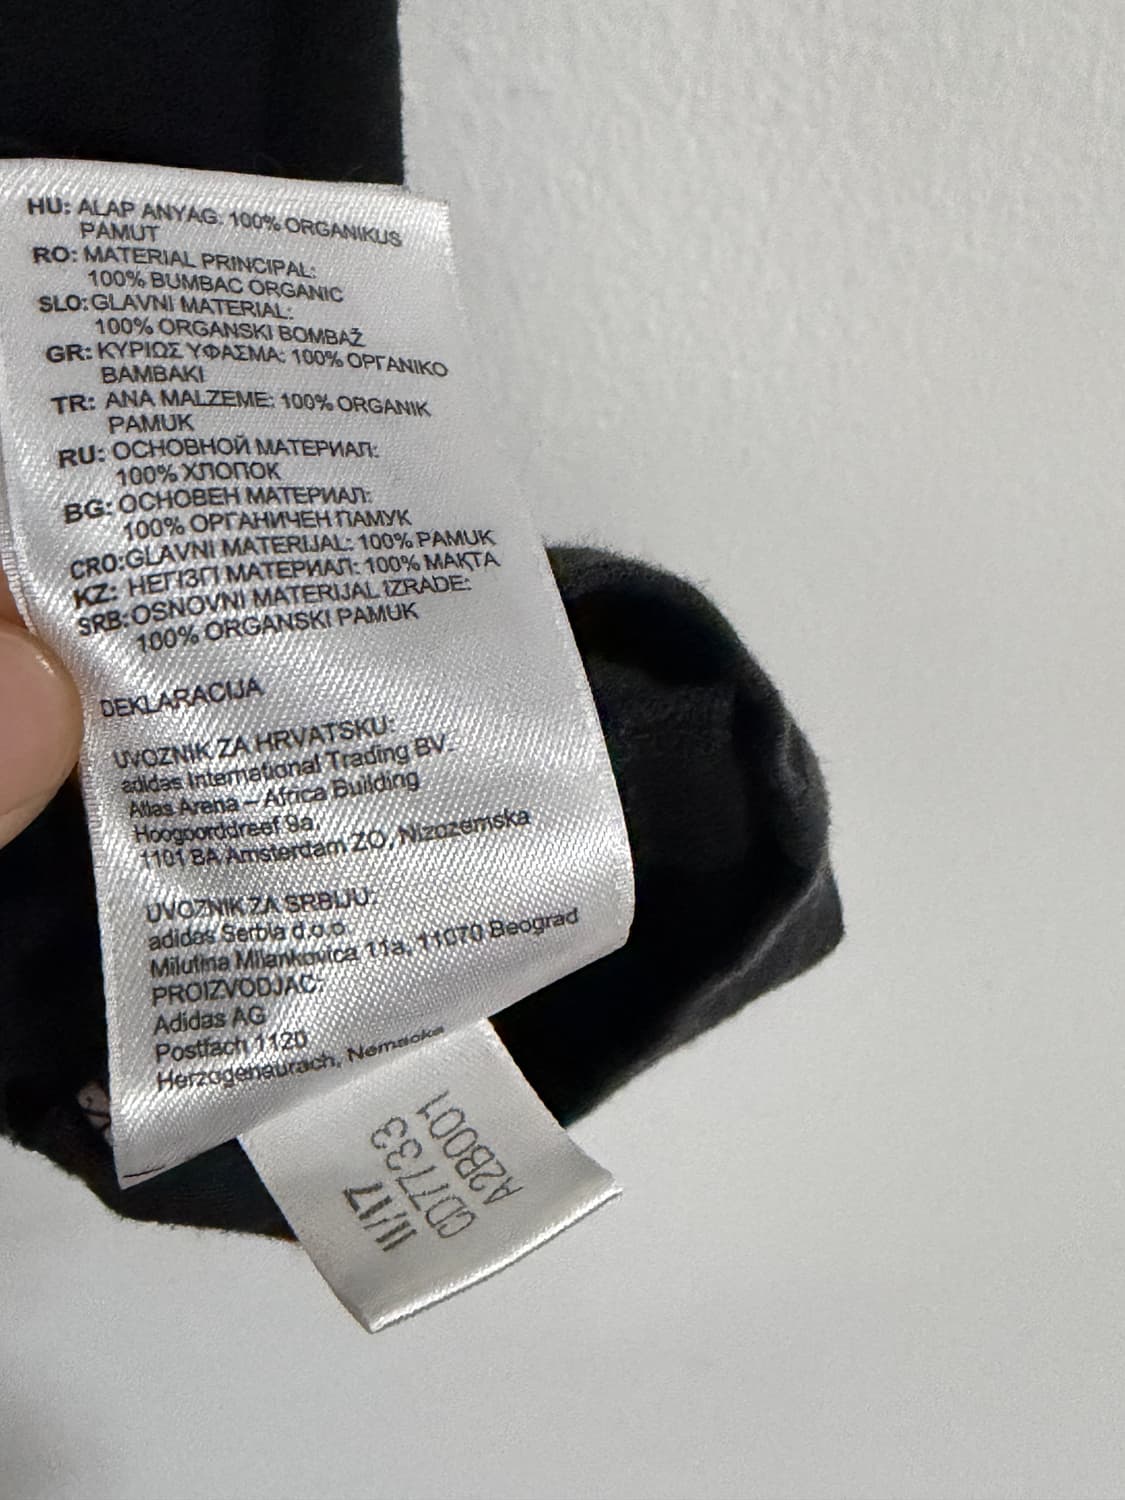 HU: ALAP ANYAG: 100% ORGANIKUS
PAMUT
RO: MATERIAL PRINCIPAL:
100% BUMBAC ORGANIC
SLO: GLAVNI MATERIAL:
100% ORGANSKI BOMBAŽ
GR: ΚΥΡΙΟΣ ΥΦΑΣΜΑ: 100% ΟΡΓΑΝΙΚΟ
BAMBAKI
TR: ANA MALZEME: 100% ORGANIK
PAMUK
RU: ОСНОВНОЙ МАТЕРИАЛ:
100% ХЛОПОК
BG: ОСНОВЕН МАТЕРИАЛ:
100% ОРГАНИЧЕН ПАМУК
CRO: GLAVNI MATERIJAL: 100% PAMUK
KZ: НЕГІЗГІ МАТЕРИАЛ: 100% МАҚТА
SRB: OSNOVNI MATERIJAL IZRADE:
100% ORGANSKI PAMUK
DEKLARACIJA
UVOZNIK ZA HRVATSKU:
adidas International Trading BV.
Atlas Arena – Africa Building
Hoogoorddreef 9a,
1101 BA Amsterdam ZO, Nizozemska
UVOZNIK ZA SRBIJU:
adidas Serbia d.o.o.
Milutina Milankovica 11a, 11070 Beograd
PROIZVODJAC:
Adidas AG
Postfach 1120
Herzogenaurach, Nemacka
11/17
CD7733
A2B001